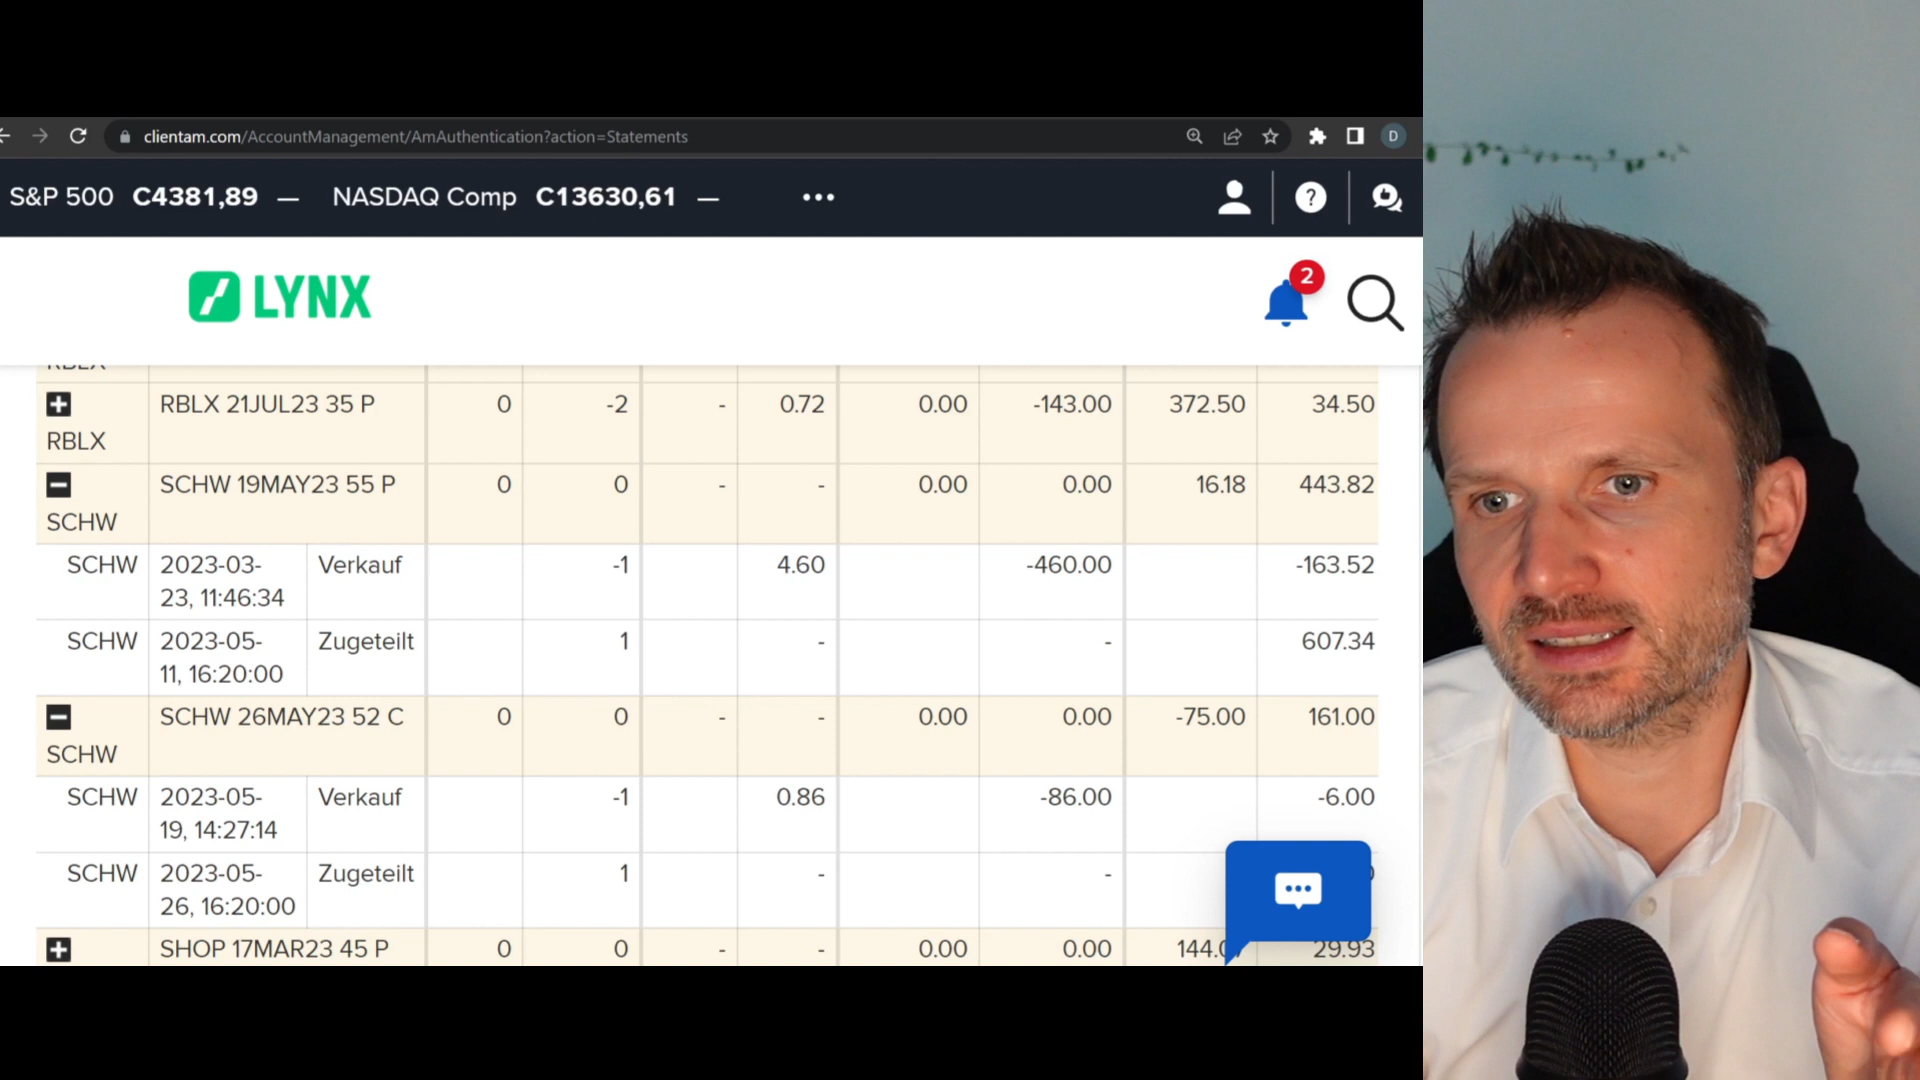 clientam.com/AccountManagement/AmAuthentication?action=Statements
D
S&P 500 C4381,89 — NASDAQ Comp C13630,61 — •••
?
LYNX
2
RBLX
RBLX 21JUL23 35 P 0 -2 - 0.72 0.00 -143.00 372.50 34.50
RBLX
SCHW 19MAY23 55 P 0 0 - - 0.00 0.00 16.18 443.82
SCHW
SCHW 2023-03- Verkauf -1 4.60 -460.00 -163.52
23, 11:46:34
SCHW 2023-05- Zugeteilt 1 - - 607.34
11, 16:20:00
SCHW 26MAY23 52 C 0 0 - - 0.00 0.00 -75.00 161.00
SCHW
SCHW 2023-05- Verkauf -1 0.86 -86.00 -6.00
19, 14:27:14
SCHW 2023-05- Zugeteilt 1 - -
26, 16:20:00
SHOP 17MAR23 45 P 0 0 - - 0.00 0.00 29.93